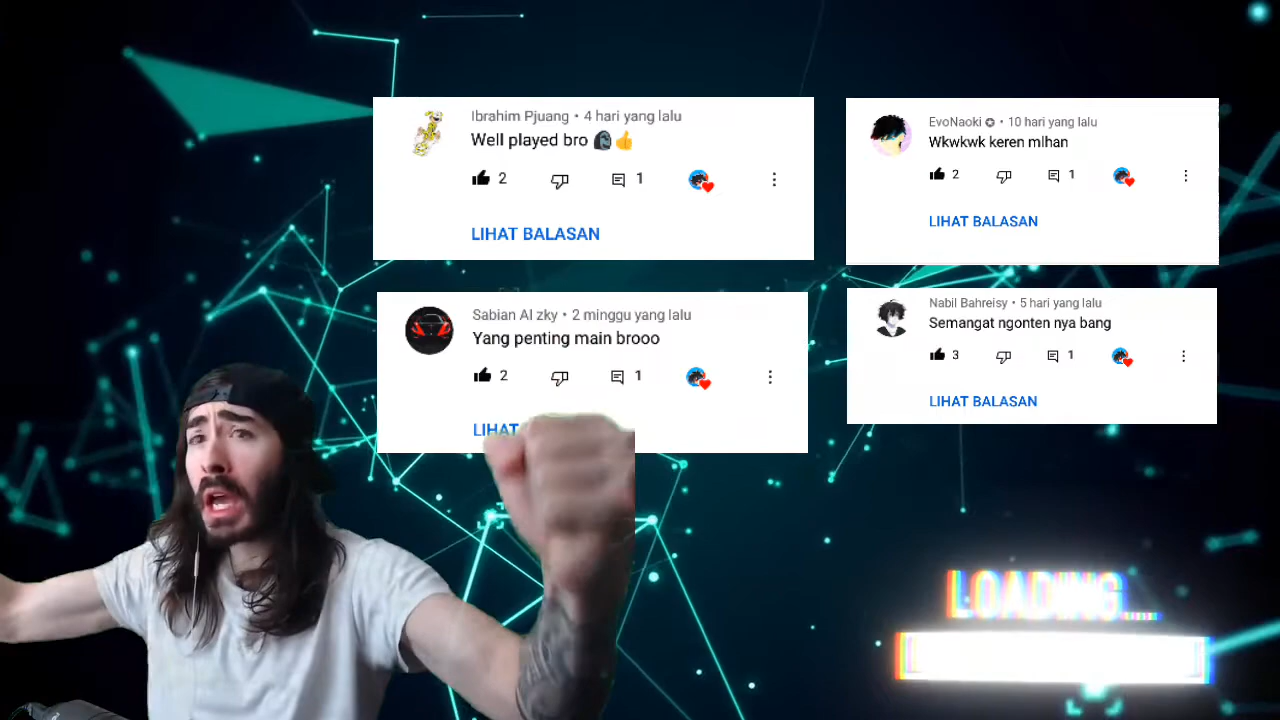 Ibrahim Pjuang • 4 hari yang lalu
Well played bro 🗿👍
2 1
LIHAT BALASAN
EvoNaoki • 10 hari yang lalu
Wkwkwk keren mlhan
2 1
LIHAT BALASAN
Sabian Al zky • 2 minggu yang lalu
Yang penting main brooo
2 1
LIHAT
Nabil Bahreisy • 5 hari yang lalu
Semangat ngonten nya bang
3 1
LIHAT BALASAN
LOADING...